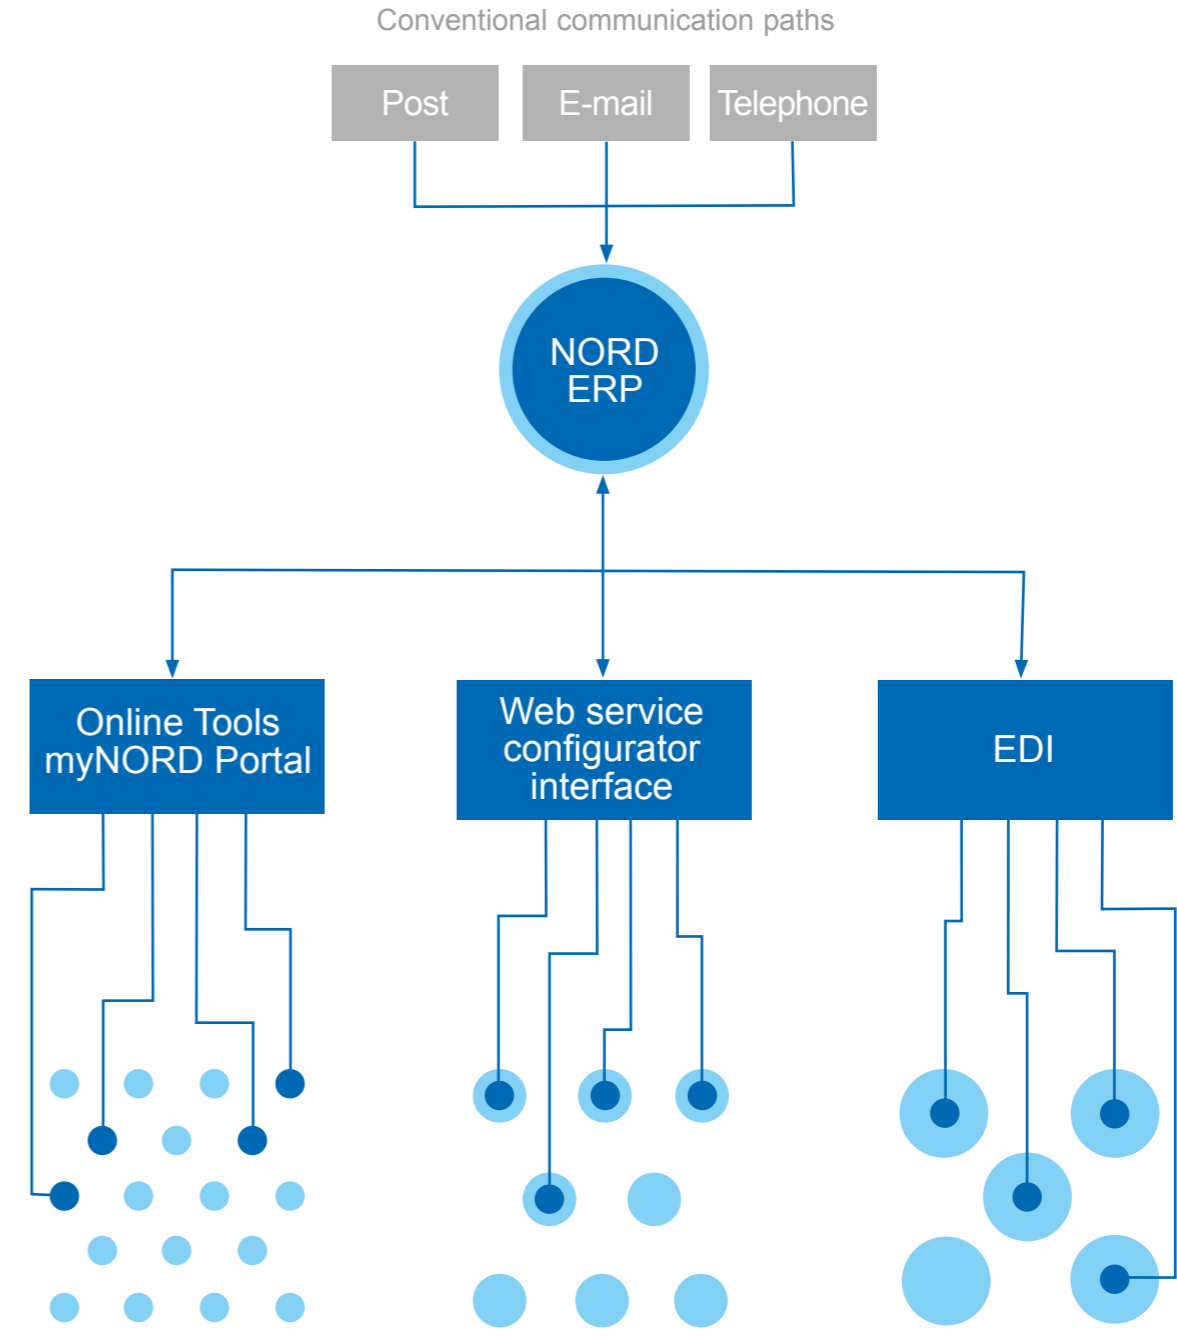 Conventional communication paths
Post
E-mail
Telephone
NORD
ERP
Online Tools
myNORD Portal
Web service
configurator
interface
EDI